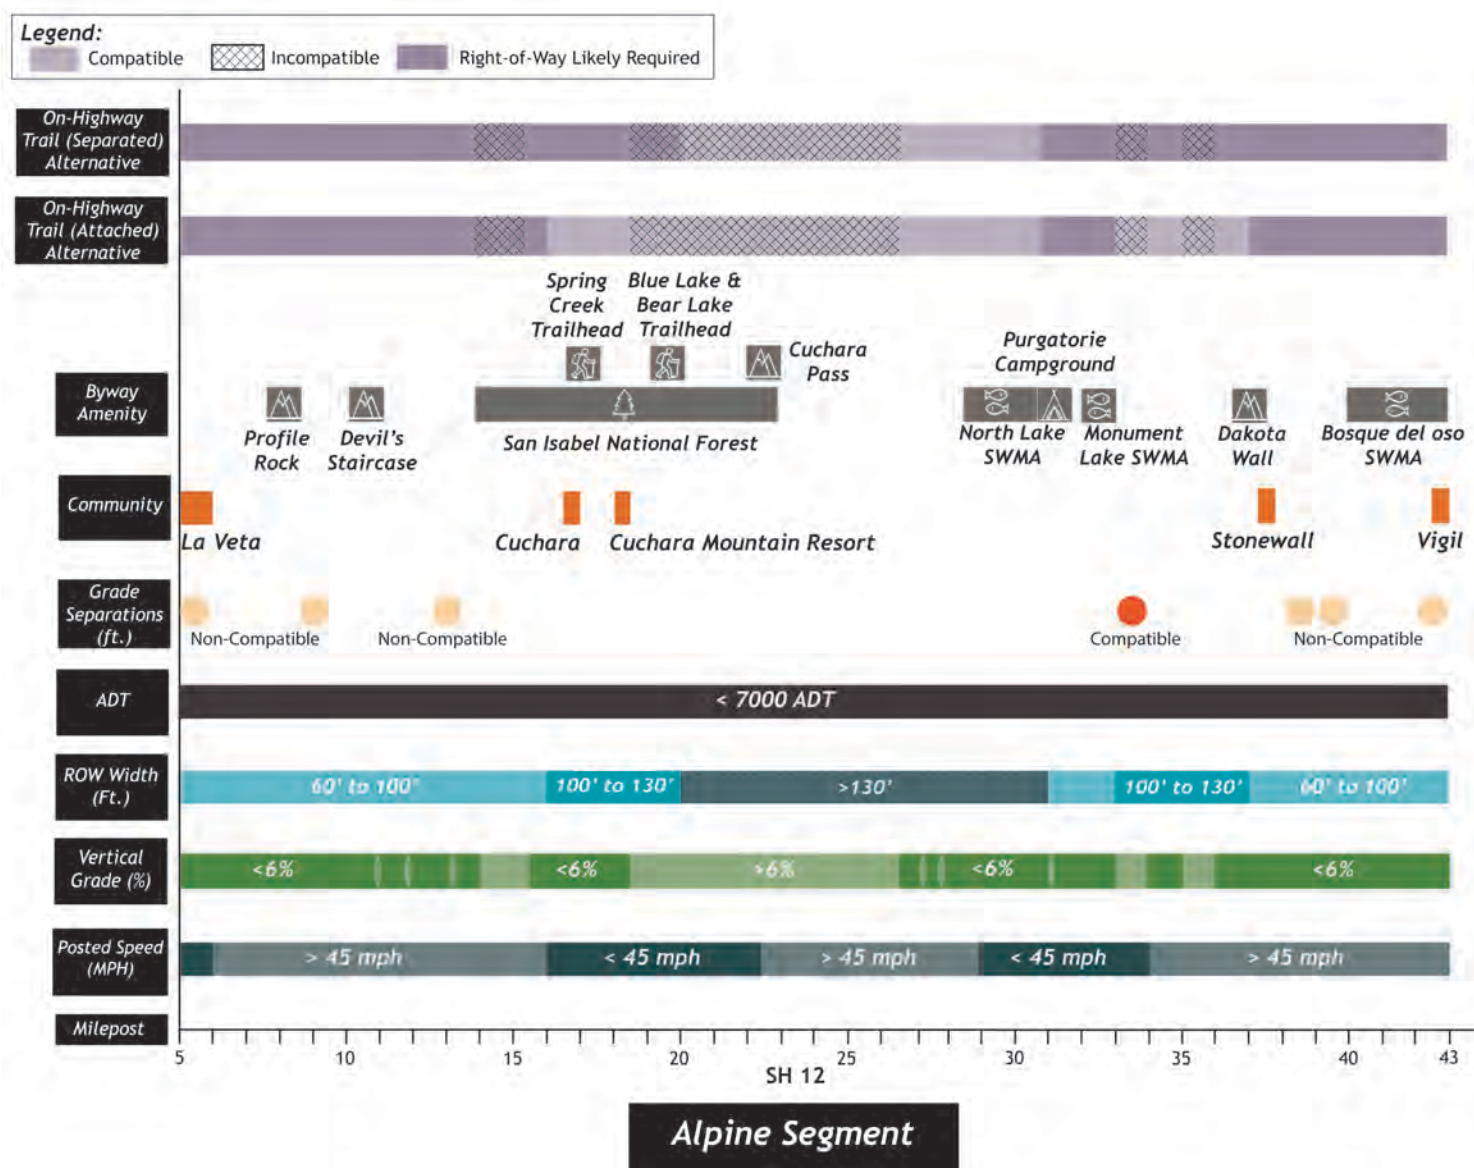 Legend:
Compatible
Incompatible
Right-of-Way Likely Required
On-Highway
Trail (Separated)
Alternative
On-Highway
Trail (Attached)
Alternative
Spring
Creek
Trailhead
Blue Lake &
Bear Lake
Trailhead
Cuchara
Pass
Purgatorie
Campground
Byway
Amenity
Profile
Rock
Devil's
Staircase
San Isabel National Forest
North Lake
SWMA
Monument
Lake SWMA
Dakota
Wall
Bosque del oso
SWMA
Community
La Veta
Cuchara
Cuchara Mountain Resort
Stonewall
Vigil
Grade
Separations
(ft.)
Non-Compatible
Non-Compatible
Compatible
Non-Compatible
ADT
< 7000 ADT
ROW Width
(Ft.)
60' to 100'
100' to 130'
>130'
100' to 130'
60' to 100'
Vertical
Grade (%)
<6%
<6%
>6%
<6%
<6%
Posted Speed
(MPH)
> 45 mph
< 45 mph
> 45 mph
< 45 mph
> 45 mph
Milepost
5 10 15 20 25 30 35 40 43
SH 12
Alpine Segment